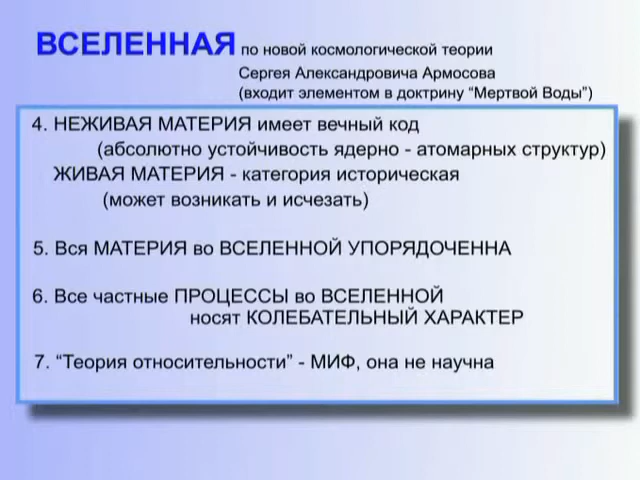 ВСЕЛЕННАЯ по новой космологической теории
Сергея Александровича Армосова
(входит элементом в доктрину “Мертвой Воды”)
4. НЕЖИВАЯ МАТЕРИЯ имеет вечный код
(абсолютно устойчивость ядерно - атомарных структур)
ЖИВАЯ МАТЕРИЯ - категория историческая
(может возникать и исчезать)
5. Вся МАТЕРИЯ во ВСЕЛЕННОЙ УПОРЯДОЧЕННА
6. Все частные ПРОЦЕССЫ во ВСЕЛЕННОЙ
носят КОЛЕБАТЕЛЬНЫЙ ХАРАКТЕР
7. “Теория относительности” - МИФ, она не научна